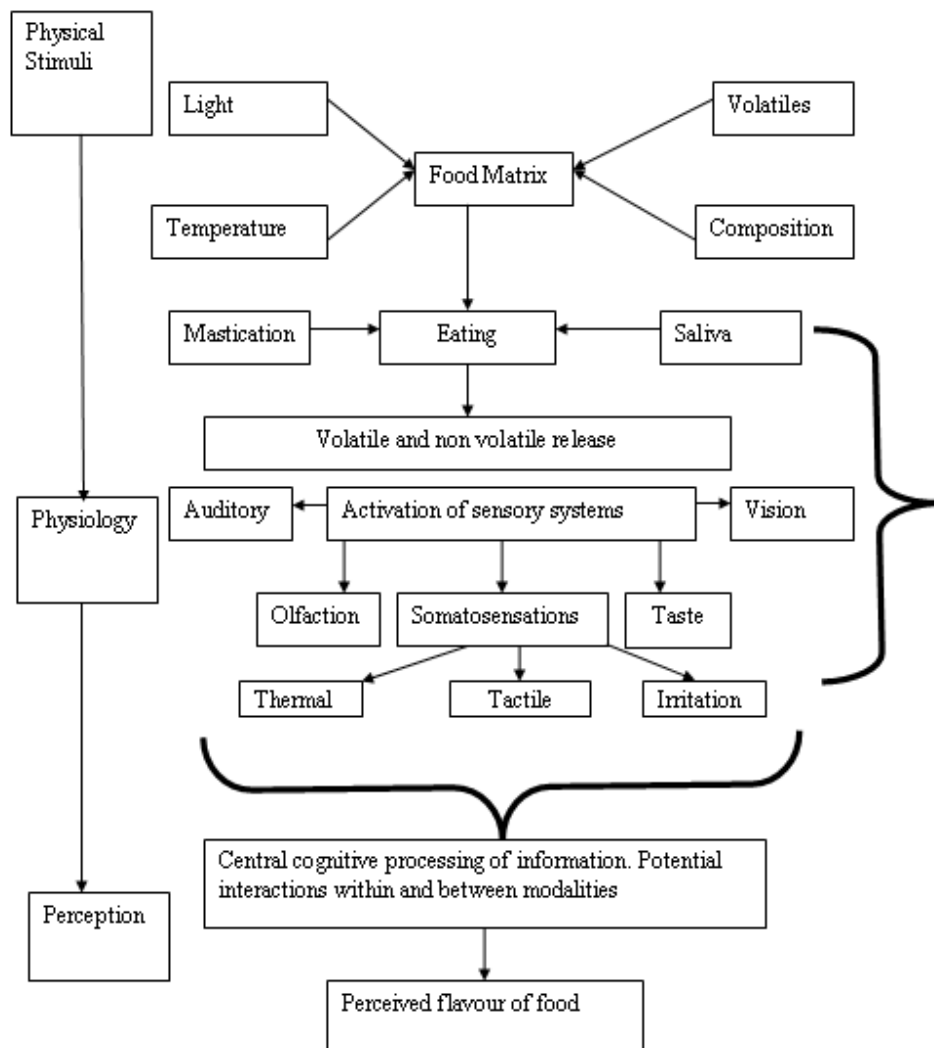 Physical
Stimuli
Light
Volatiles
Food Matrix
Temperature
Composition
Mastication
Eating
Saliva
Volatile and non volatile release
Physiology
Auditory
Activation of sensory systems
Vision
Olfaction
Somatosensations
Taste
Thermal
Tactile
Irritation
Central cognitive processing of information. Potential
interactions within and between modalities
Perception
Perceived flavour of food